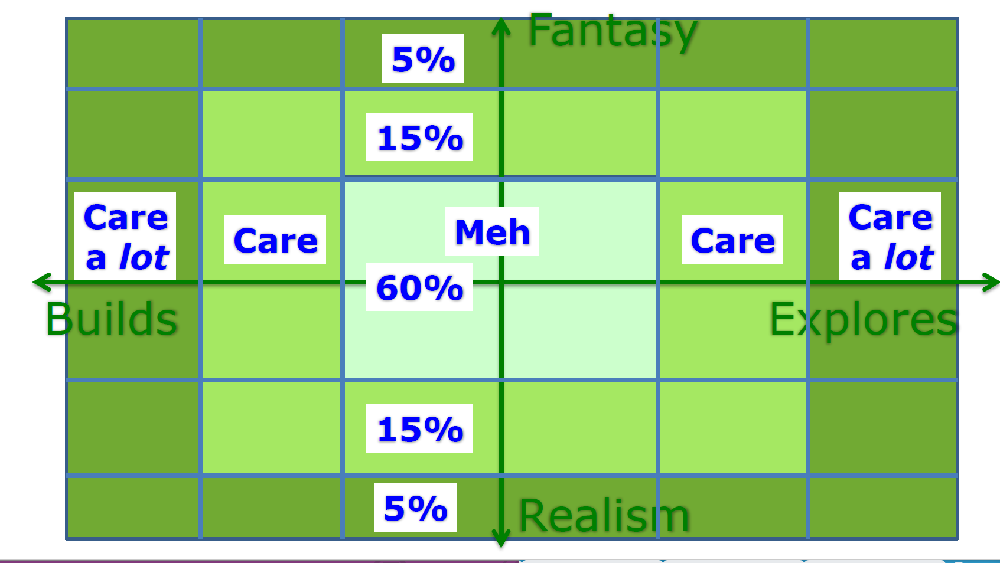 Fantasy
5%
15%
Care
a lot
Care
Meh
Care
Care
a lot
60%
Builds
Explores
15%
5%
Realism